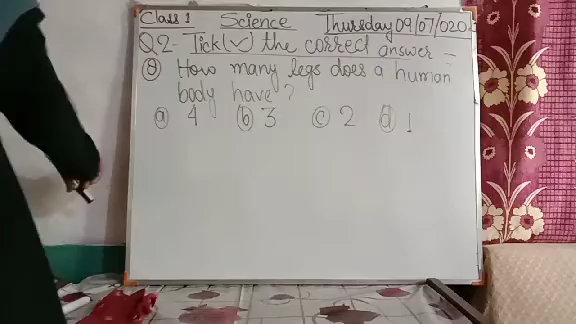 Class 1 Science Thursday 09/07/020
Q2- Tick(✓) the correct answer -
How many legs does a human
body have?
ⓐ 4 ⓑ 3 ⓒ 2 ⓓ 1